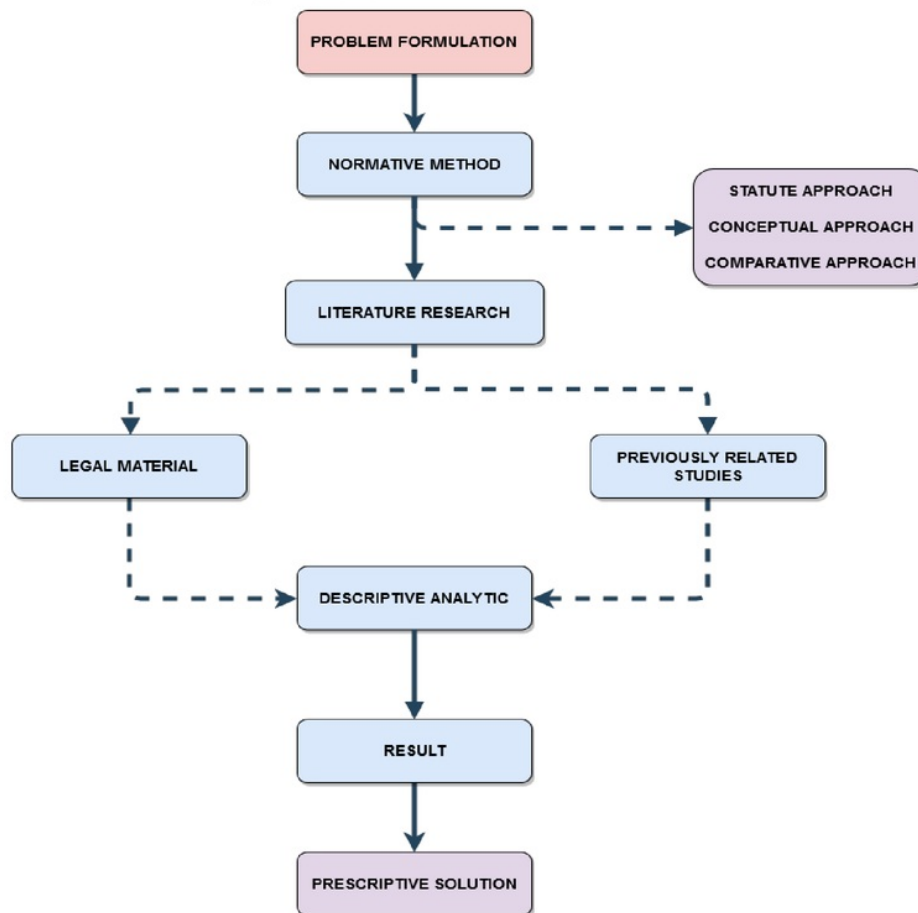 PROBLEM FORMULATION
NORMATIVE METHOD
STATUTE APPROACH
CONCEPTUAL APPROACH
COMPARATIVE APPROACH
LITERATURE RESEARCH
LEGAL MATERIAL
PREVIOUSLY RELATED
STUDIES
DESCRIPTIVE ANALYTIC
RESULT
PRESCRIPTIVE SOLUTION